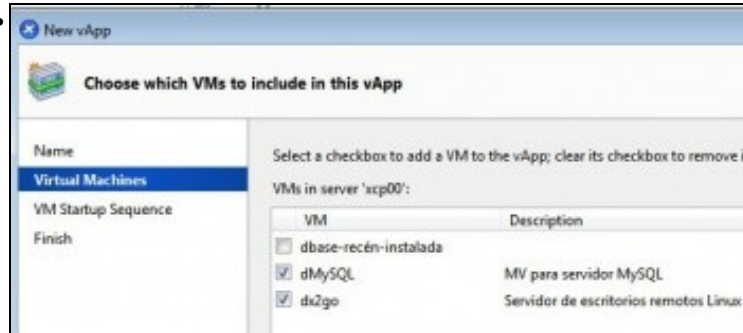 New vApp
Choose which VMs to include in this vApp
Name
Virtual Machines
VM Startup Sequence
Finish
Select a checkbox to add a VM to the vApp; clear its checkbox to remove
VMs in server 'xcp00':
VM Description
dbase-recén-instalada
dMySQL MV para servidor MySQL
dx2go Servidor de escritorios remotos Linux